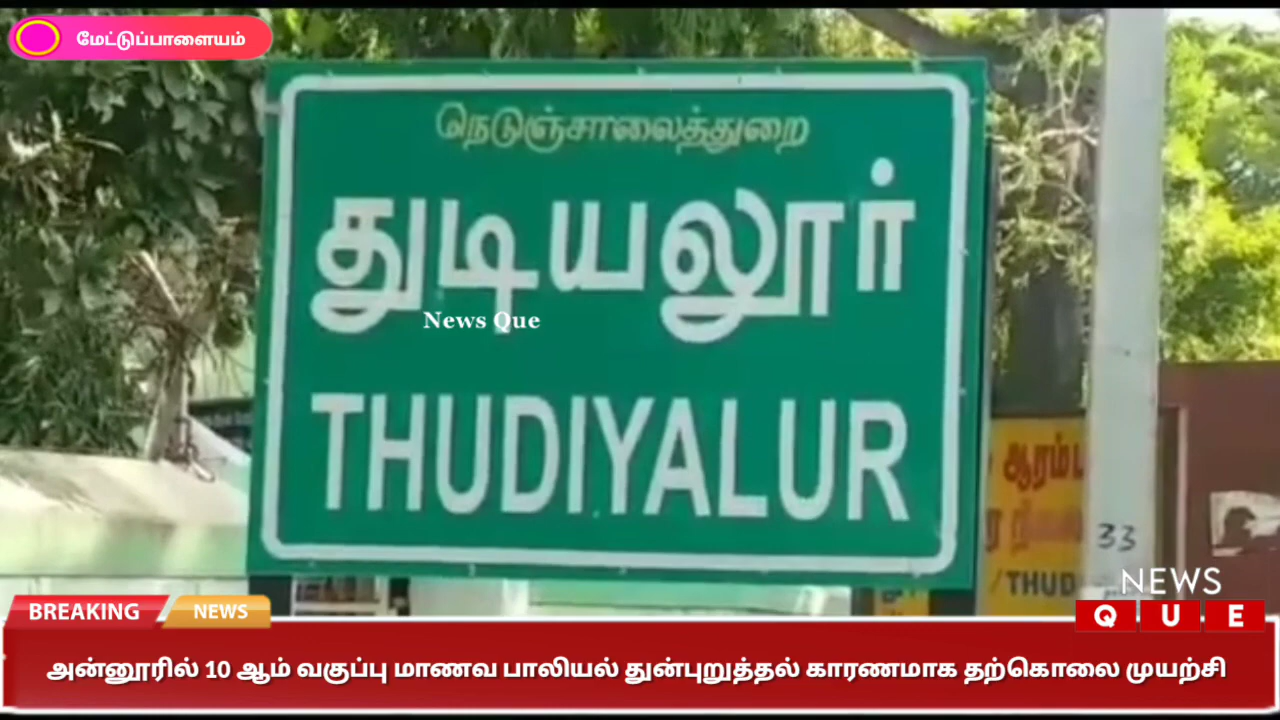 மேட்டுப்பாளையம்
நெடுஞ்சாலைத்துறை
துடியலூர்
News Que
THUDIYALUR
33
/THUD
NEWS
QUE
BREAKING NEWS
அன்னூரில் 10 ஆம் வகுப்பு மாணவ பாலியல் துன்புறுத்தல் காரணமாக தற்கொலை முயற்சி